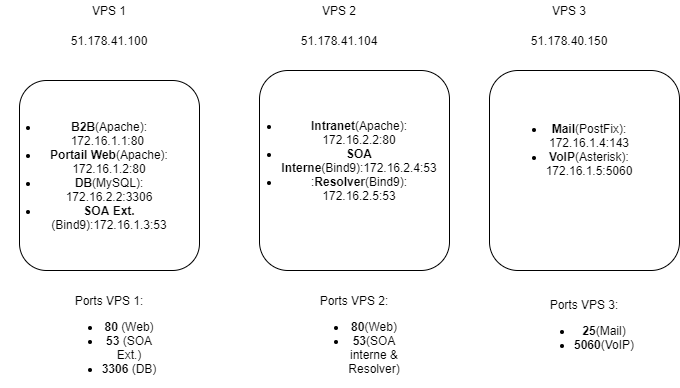 VPS 1
51.178.41.100
B2B(Apache):
172.16.1.1:80
Portail Web(Apache):
172.16.1.2:80
DB(MySQL):
172.16.2.2:3306
SOA Ext.
(Bind9):172.16.1.3:53
Ports VPS 1:
80 (Web)
53 (SOA
Ext.)
3306 (DB)
VPS 2
51.178.41.104
Intranet(Apache):
172.16.2.2:80
SOA
Interne(Bind9):172.16.2.4:53
:Resolver(Bind9):
172.16.2.5:53
Ports VPS 2:
80(Web)
53(SOA
interne &
Resolver)
VPS 3
51.178.40.150
Mail(PostFix):
172.16.1.4:143
VoIP(Asterisk):
172.16.1.5:5060
Ports VPS 3:
25(Mail)
5060(VoIP)